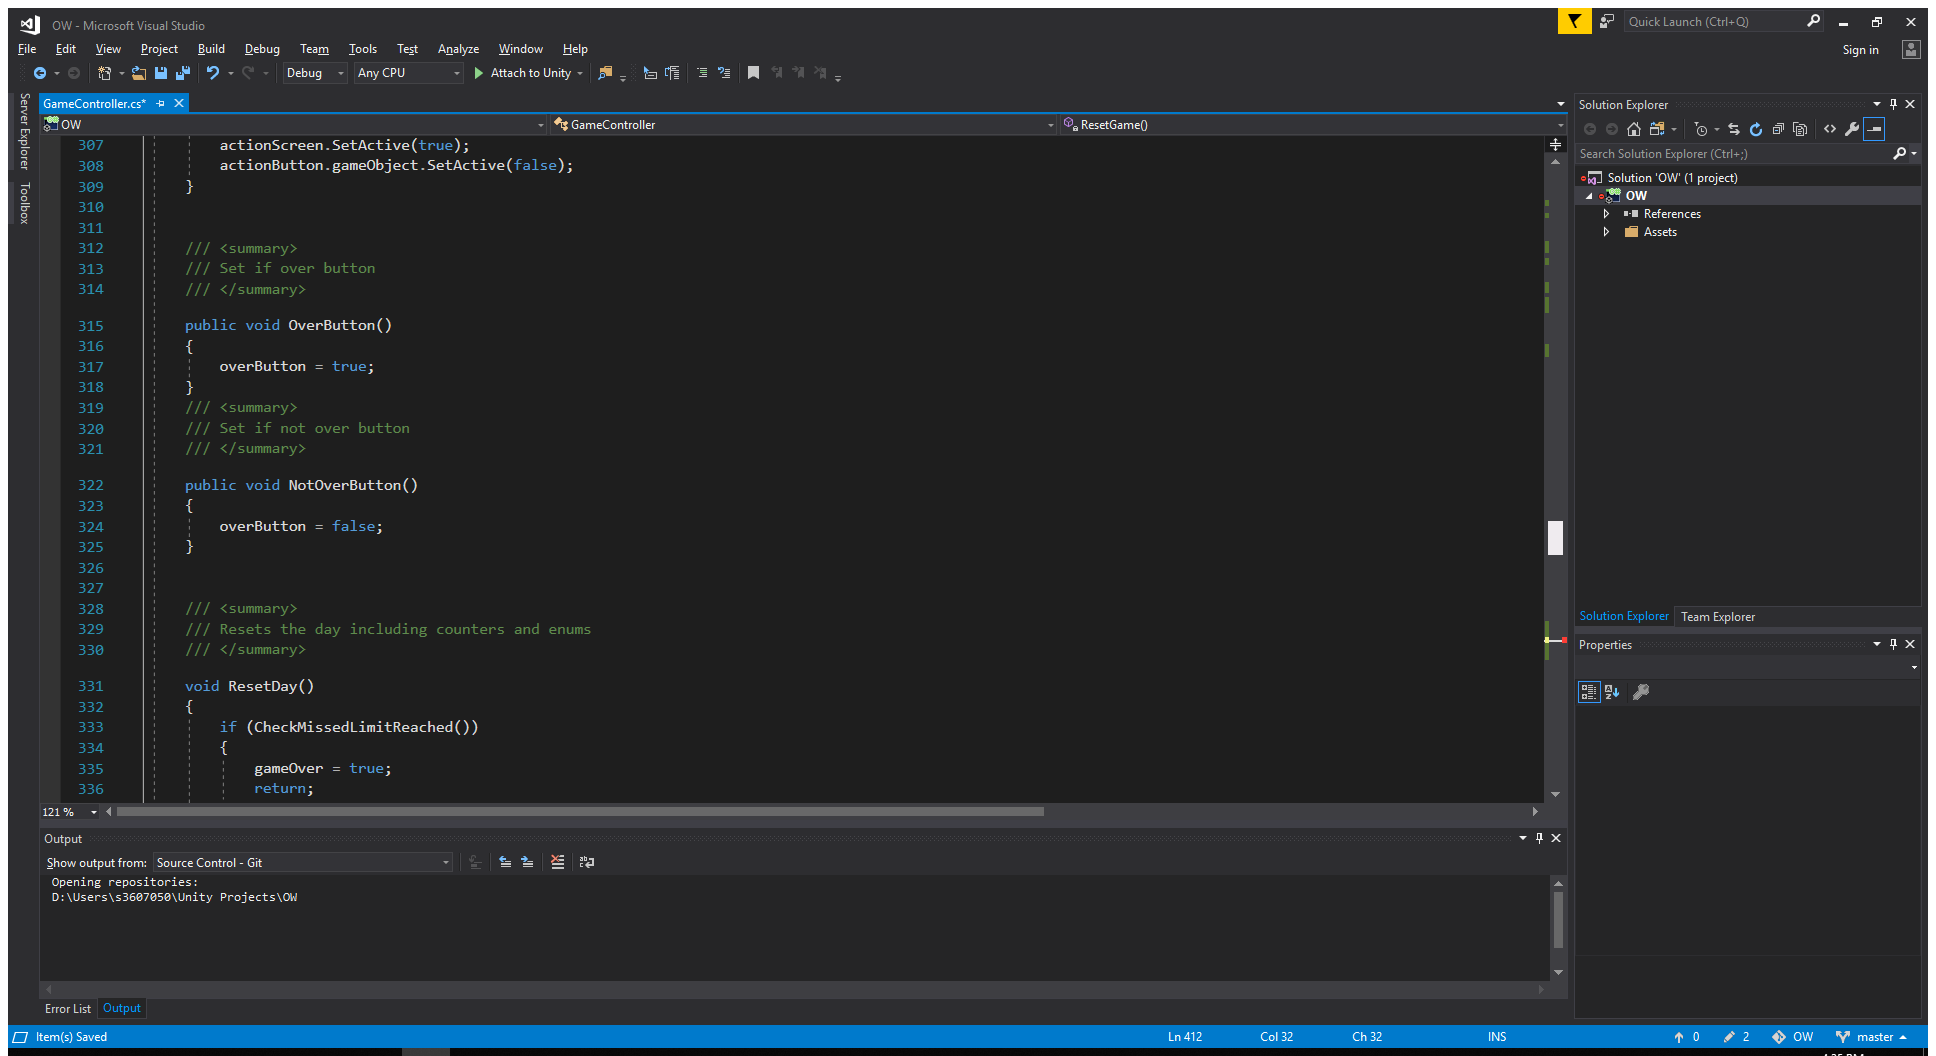 OW - Microsoft Visual Studio
Quick Launch (Ctrl+Q)
File Edit View Project Build Debug Team Tools Test Analyze Window Help
Sign in
Debug Any CPU Attach to Unity
Server Explorer
Toolbox
GameController.cs*
OW GameController ResetGame()
307 actionScreen.SetActive(true);
308 actionButton.gameObject.SetActive(false);
309 }
310
311
312 /// <summary>
313 /// Set if over button
314 /// </summary>
315 public void OverButton()
316 {
317 overButton = true;
318 }
319 /// <summary>
320 /// Set if not over button
321 /// </summary>
322 public void NotOverButton()
323 {
324 overButton = false;
325 }
326
327
328 /// <summary>
329 /// Resets the day including counters and enums
330 /// </summary>
331 void ResetDay()
332 {
333 if (CheckMissedLimitReached())
334 {
335 gameOver = true;
336 return;
121 %
Output
Show output from: Source Control - Git
Opening repositories:
D:\Users\s3607050\Unity Projects\OW
Error List Output
Solution Explorer
Search Solution Explorer (Ctrl+;)
Solution 'OW' (1 project)
OW
References
Assets
Solution Explorer Team Explorer
Properties
Item(s) Saved Ln 412 Col 32 Ch 32 INS 0 2 OW master